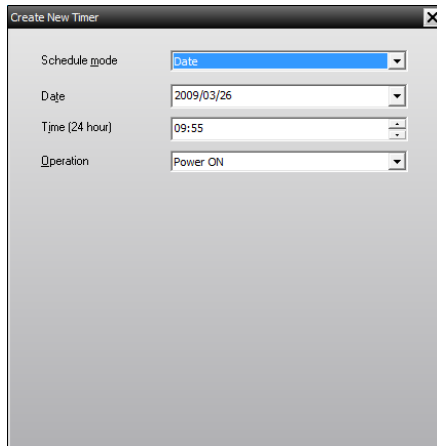 Create New Timer
Schedule mode Date
Date 2009/03/26
Time (24 hour) 09:55
Operation Power ON